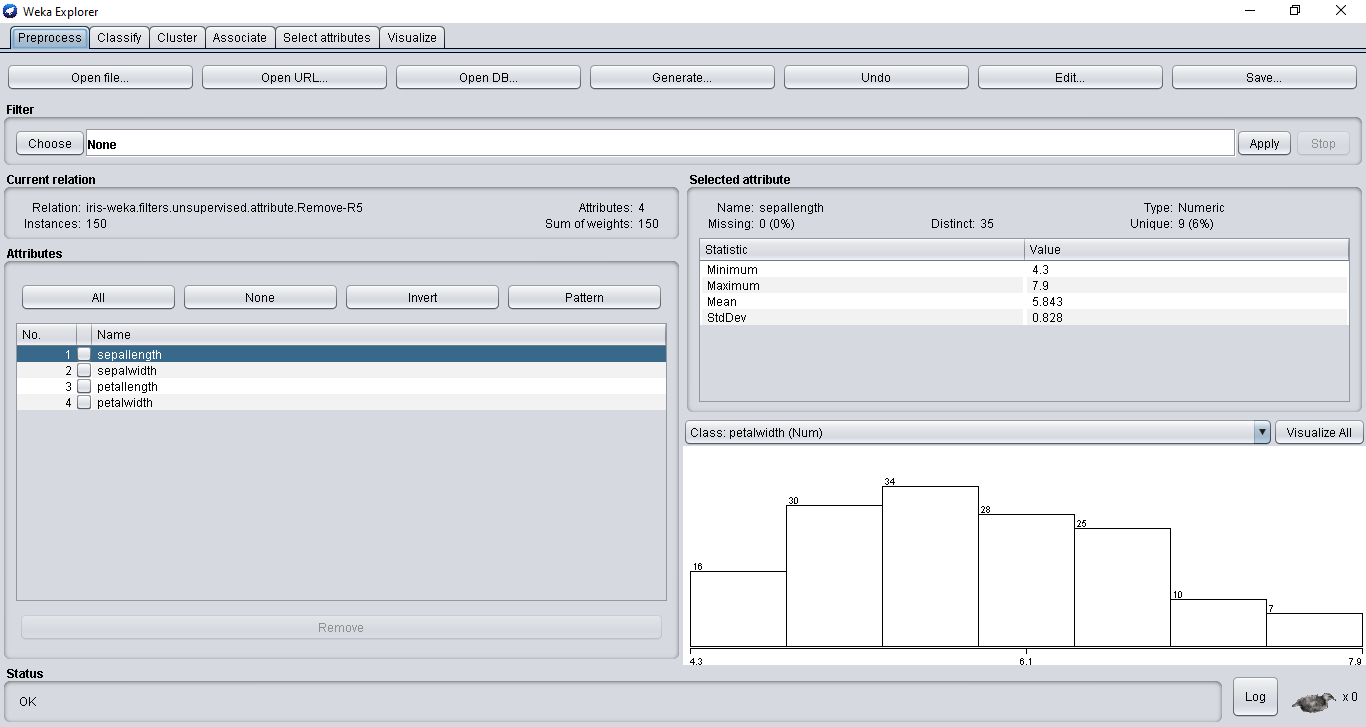 Weka Explorer
Preprocess Classify Cluster Associate Select attributes Visualize
Open file... Open URL... Open DB... Generate... Undo Edit... Save...
Filter
Choose None Apply Stop
Current relation
Relation: iris-weka.filters.unsupervised.attribute.Remove-R5 Attributes: 4
Instances: 150 Sum of weights: 150
Attributes
All None Invert Pattern
No. Name
1 sepallength
2 sepalwidth
3 petallength
4 petalwidth
Remove
Selected attribute
Name: sepallength Type: Numeric
Missing: 0 (0%) Distinct: 35 Unique: 9 (6%)
Statistic Value
Minimum 4.3
Maximum 7.9
Mean 5.843
StdDev 0.828
Class: petalwidth (Num) Visualize All
16 30 34 28 25 10 7
4.3 6.1 7.9
Status
OK Log x 0